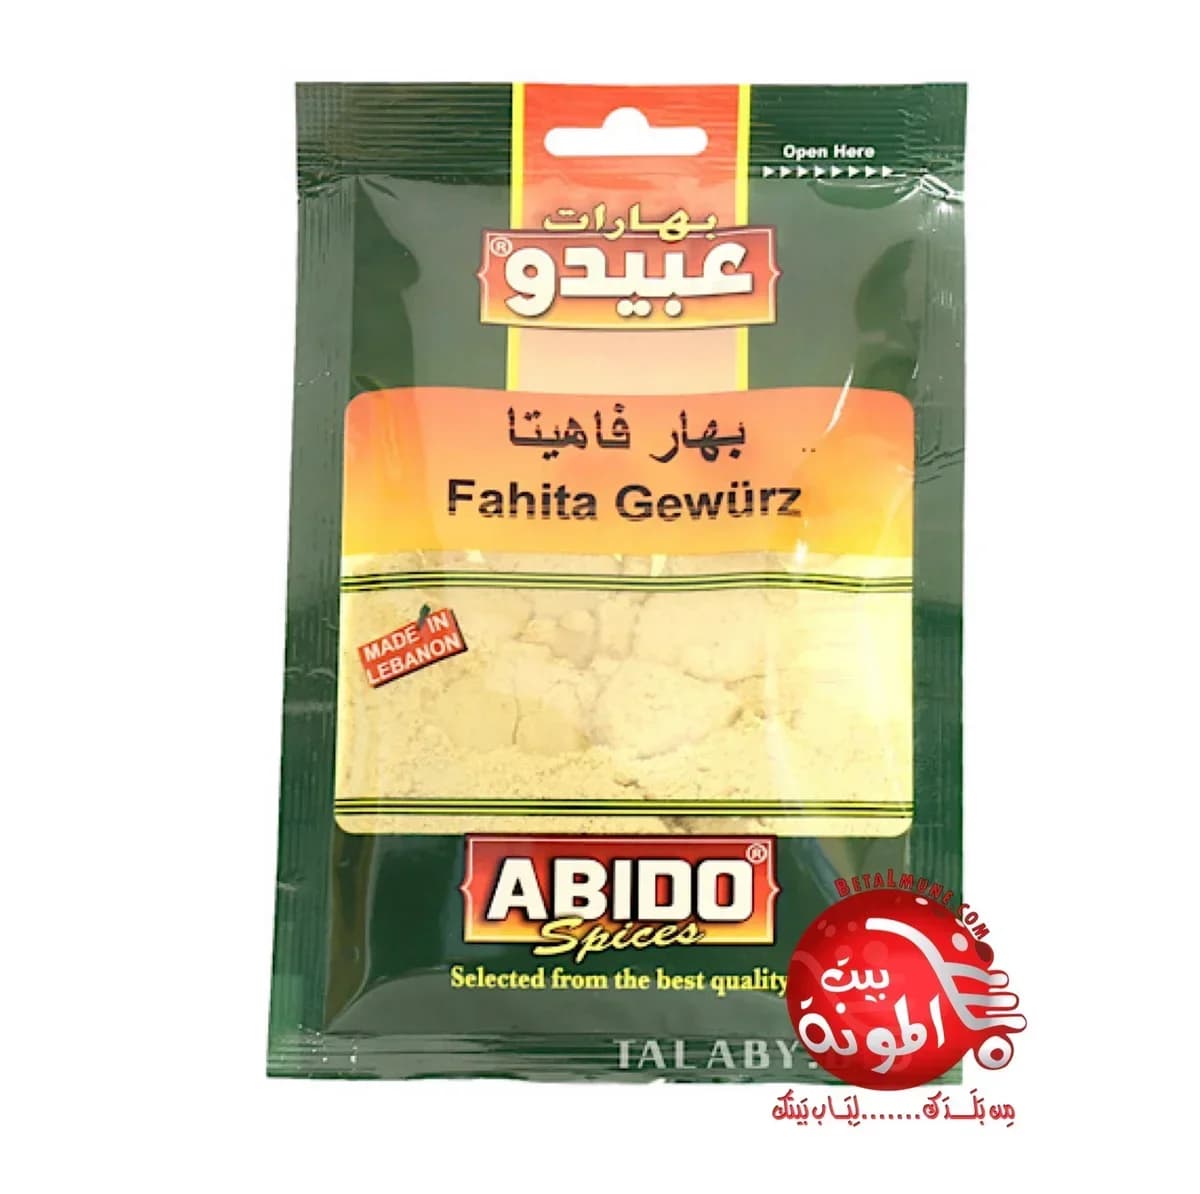 Open Here
بهارات
عبيدو®
بهار فاهيتا
Fahita Gewürz
MADE IN
LEBANON
ABIDO®
Spices
Selected from the best quality
TALABY.
BETALMUNE.COM
بيت
المونة
من بلدك.......لباب بيتك